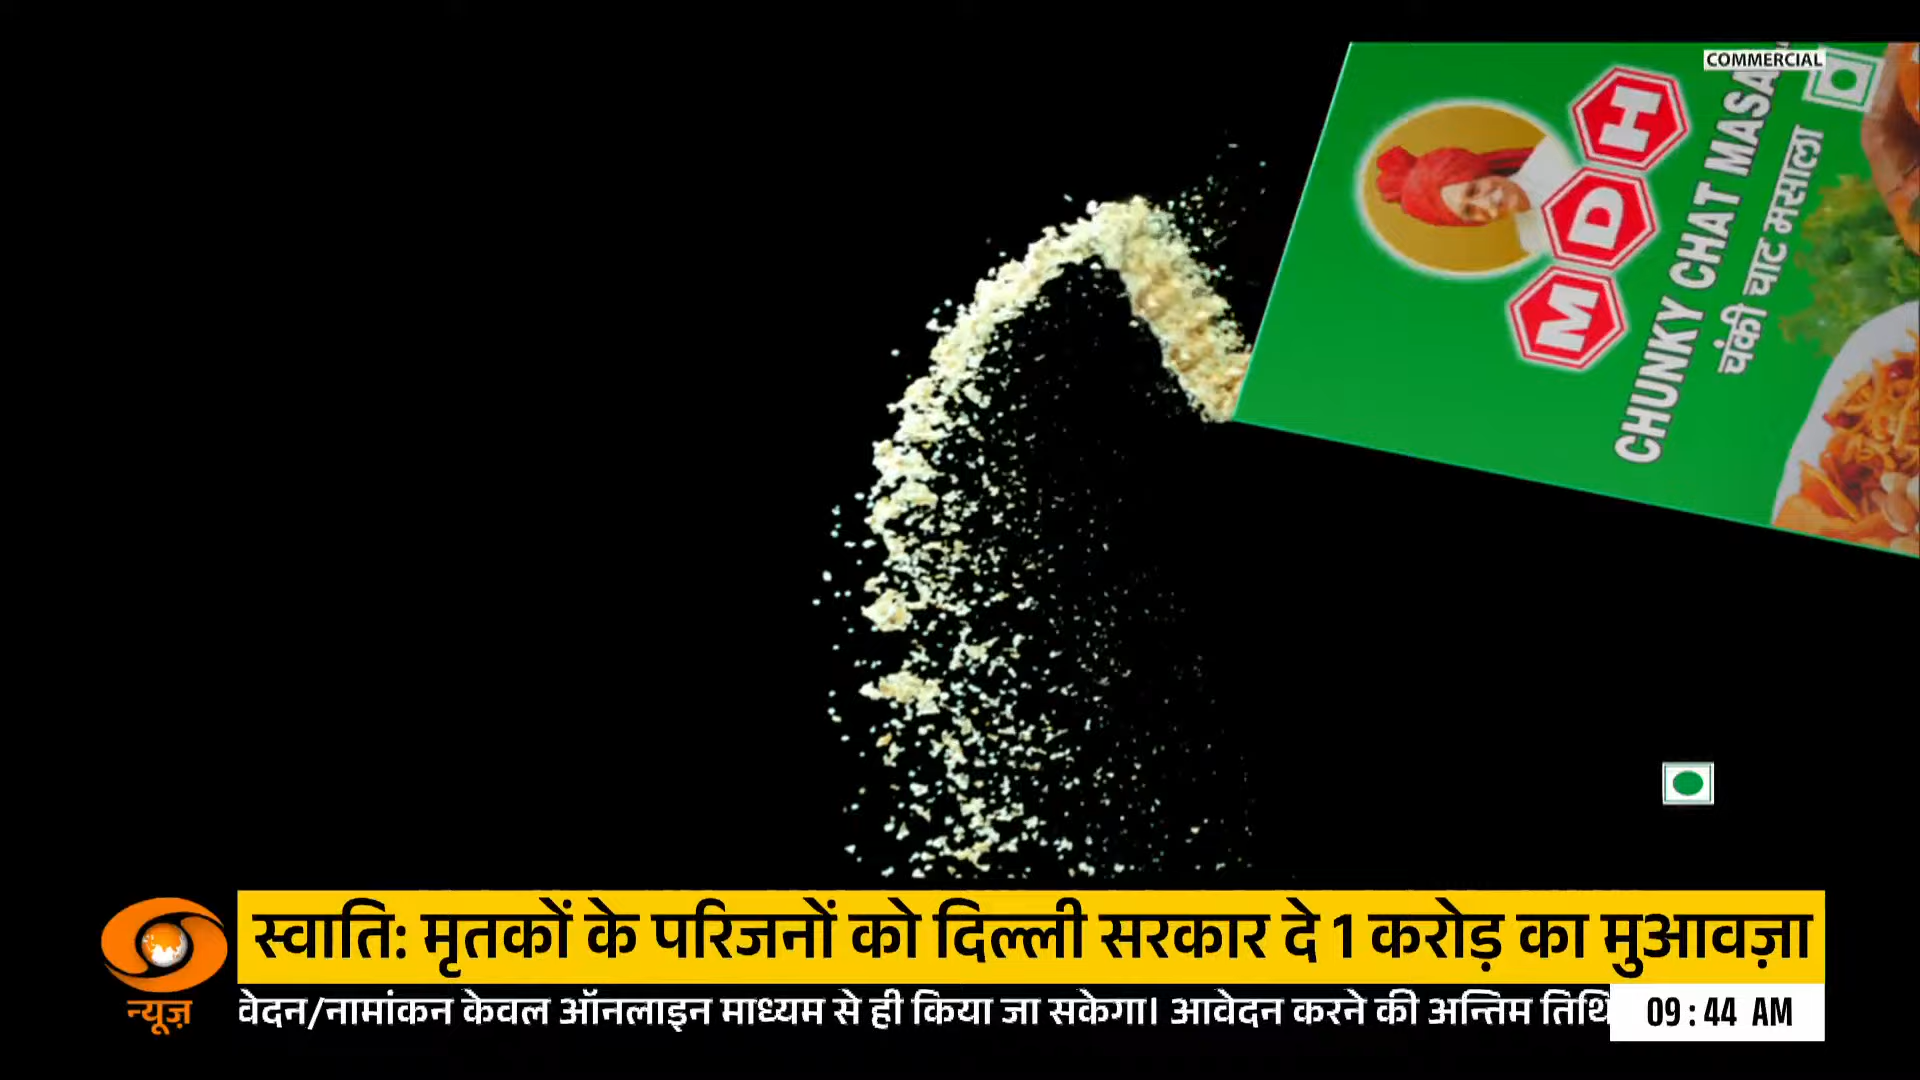 COMMERCIAL
MDH
CHUNKY CHAT MASA
चंकी चाट मसाला
स्वाति: मृतकों के परिजनों को दिल्ली सरकार दे 1 करोड़ का मुआवज़ा
न्यूज़
वेदन/नामांकन केवल ऑनलाइन माध्यम से ही किया जा सकेगा। आवेदन करने की अन्तिम तिथि
09:44 AM